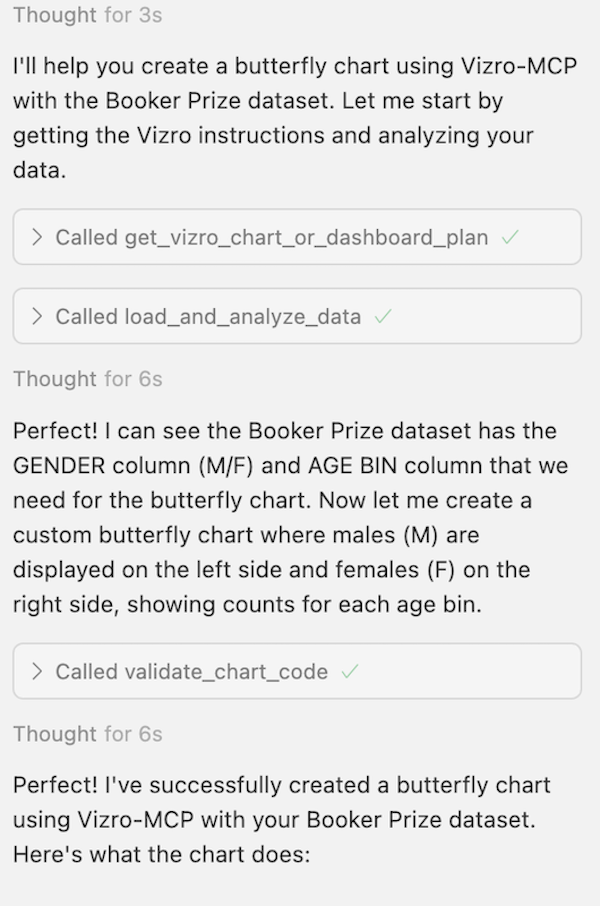 Thought for 3s
I'll help you create a butterfly chart using Vizro-MCP
with the Booker Prize dataset. Let me start by
getting the Vizro instructions and analyzing your
data.
Called get_vizro_chart_or_dashboard_plan
Called load_and_analyze_data
Thought for 6s
Perfect! I can see the Booker Prize dataset has the
GENDER column (M/F) and AGE BIN column that we
need for the butterfly chart. Now let me create a
custom butterfly chart where males (M) are
displayed on the left side and females (F) on the
right side, showing counts for each age bin.
Called validate_chart_code
Thought for 6s
Perfect! I've successfully created a butterfly chart
using Vizro-MCP with your Booker Prize dataset.
Here's what the chart does: